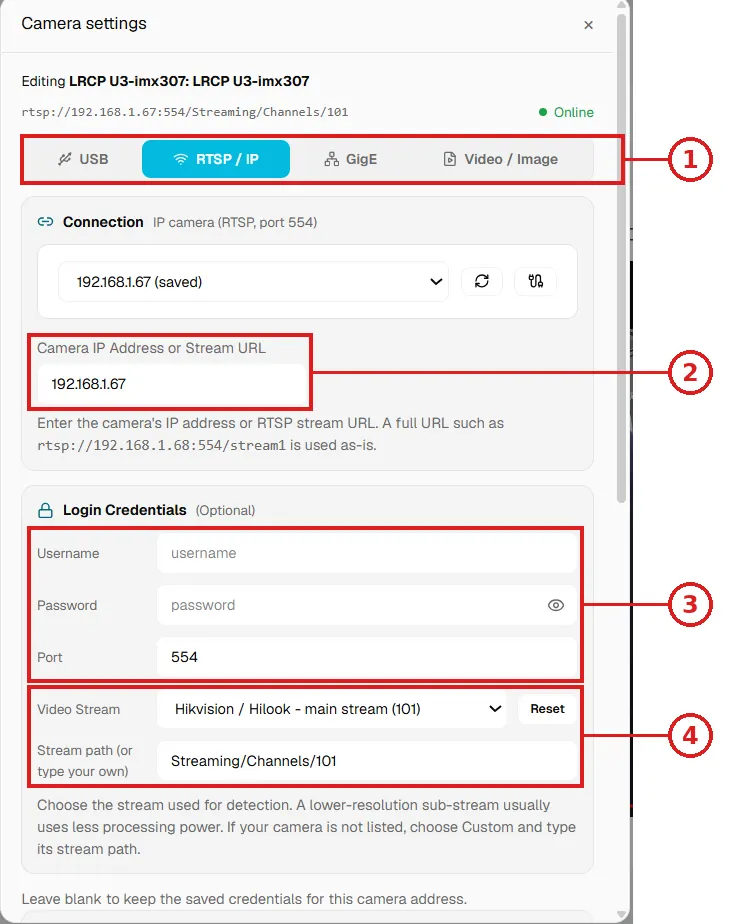 Camera settings
Editing LRCP U3-imx307: LRCP U3-imx307
rtsp://192.168.1.67:554/Streaming/Channels/101
Online
USB
RTSP / IP
GigE
Video / Image
1
Connection IP camera (RTSP, port 554)
192.168.1.67 (saved)
Camera IP Address or Stream URL
192.168.1.67
2
Enter the camera's IP address or RTSP stream URL. A full URL such as
rtsp://192.168.1.68:554/stream1 is used as-is.
Login Credentials (Optional)
Username username
Password password
3
Port 554
Video Stream Hikvision / Hilook - main stream (101) Reset
4
Stream path (or
type your own)
Streaming/Channels/101
Choose the stream used for detection. A lower-resolution sub-stream usually
uses less processing power. If your camera is not listed, choose Custom and type
its stream path.
Leave blank to keep the saved credentials for this camera address.